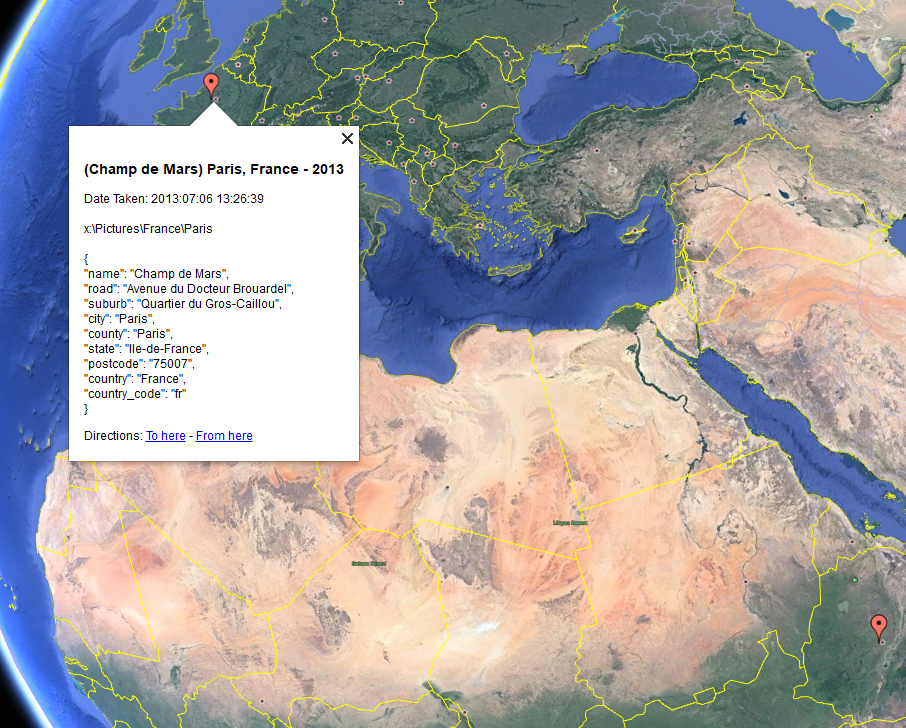 (Champ de Mars) Paris, France - 2013
Date Taken: 2013:07:06 13:26:39
x:\Pictures\France\Paris
{
"name": "Champ de Mars",
"road": "Avenue du Docteur Brouardel",
"suburb": "Quartier du Gros-Caillou",
"city": "Paris",
"county": "Paris",
"state": "Ile-de-France",
"postcode": "75007",
"country": "France",
"country_code": "fr"
}
Directions: To here - From here
Libyan Desert